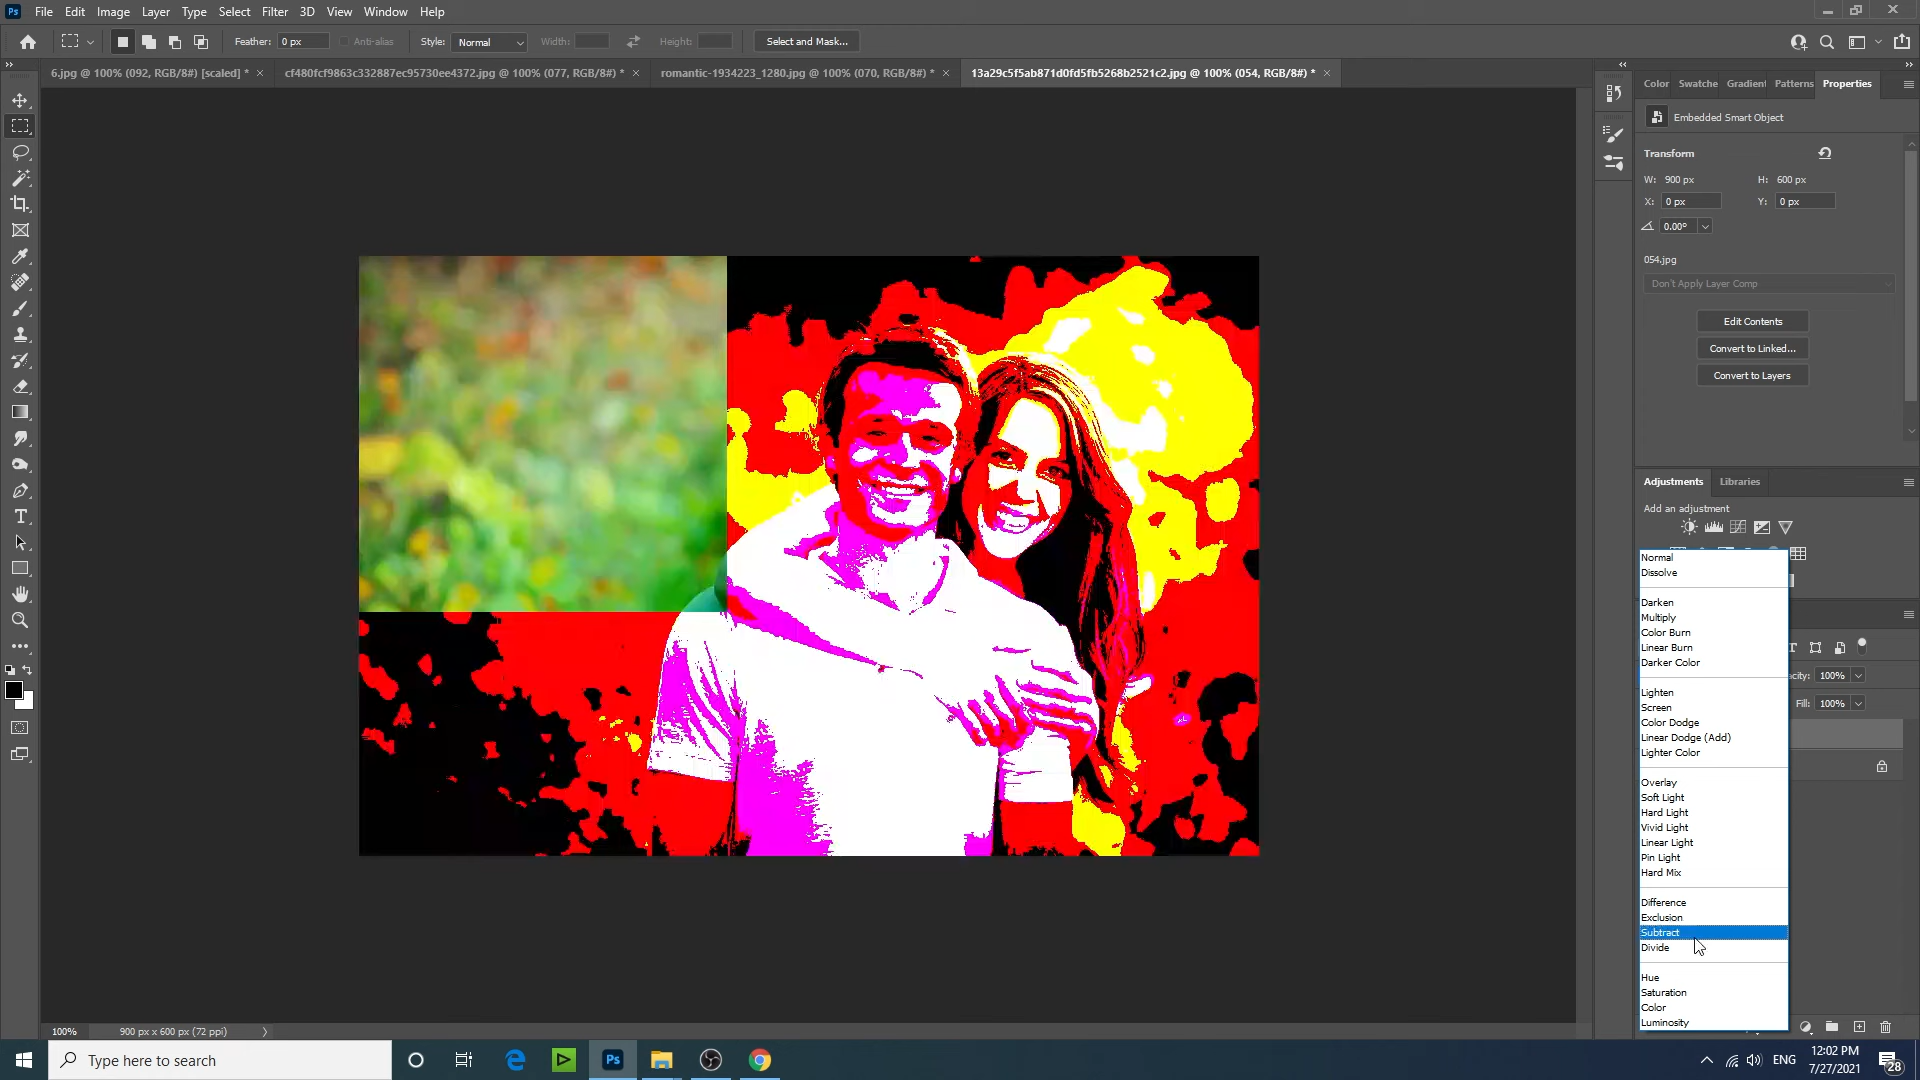 Ps File Edit Image Layer Type Select Filter 3D View Window Help
Feather: 0 px Anti-alias Style: Normal Width: Height: Select and Mask...
6.jpg @ 100% (092, RGB/8#) [scaled] * × cf480fcf9863c332887ec95730ee4372.jpg @ 100% (077, RGB/8#) * × romantic-1934223_1280.jpg @ 100% (070, RGB/8#) * × 13a29c5f5ab871d0fd5fb5268b2521c2.jpg @ 100% (054, RGB/8#) * ×
Color Swatche Gradient Patterns Properties
Embedded Smart Object
Transform
W: 900 px H: 600 px
X: 0 px Y: 0 px
0.00°
054.jpg
Don't Apply Layer Comp
Edit Contents
Convert to Linked...
Convert to Layers
Adjustments Libraries
Add an adjustment
Normal
Dissolve
Darken
Multiply
Color Burn
Linear Burn
Darker Color
acity: 100%
Lighten
Fill: 100%
Screen
Color Dodge
Linear Dodge (Add)
Lighter Color
Overlay
Soft Light
Hard Light
Vivid Light
Linear Light
Pin Light
Hard Mix
Difference
Exclusion
Subtract
Divide
Hue
Saturation
Color
Luminosity
100% 900 px x 600 px (72 ppi)
Type here to search
Ps
ENG
12:02 PM
7/27/2021
28